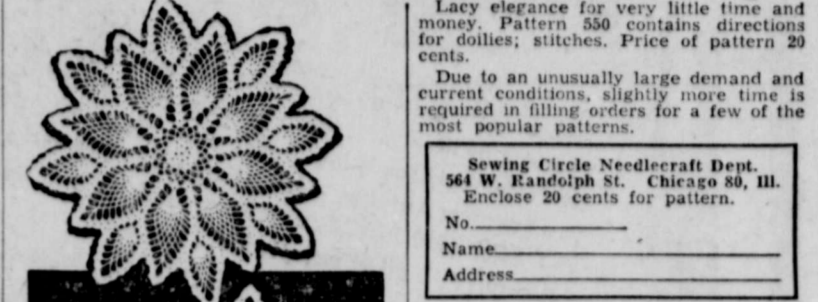 Lacy elegance for very little time and
money. Pattern 550 contains directions
for doilies; stitches. Price of pattern 20
cents.
Due to an unusually large demand and
current conditions, slightly more time is
required in filling orders for a few of the
most popular patterns.
Sewing Circle Needlecraft Dept.
564 W. Randolph St. Chicago 80, Ill.
Enclose 20 cents for pattern.
No.
Name
Address